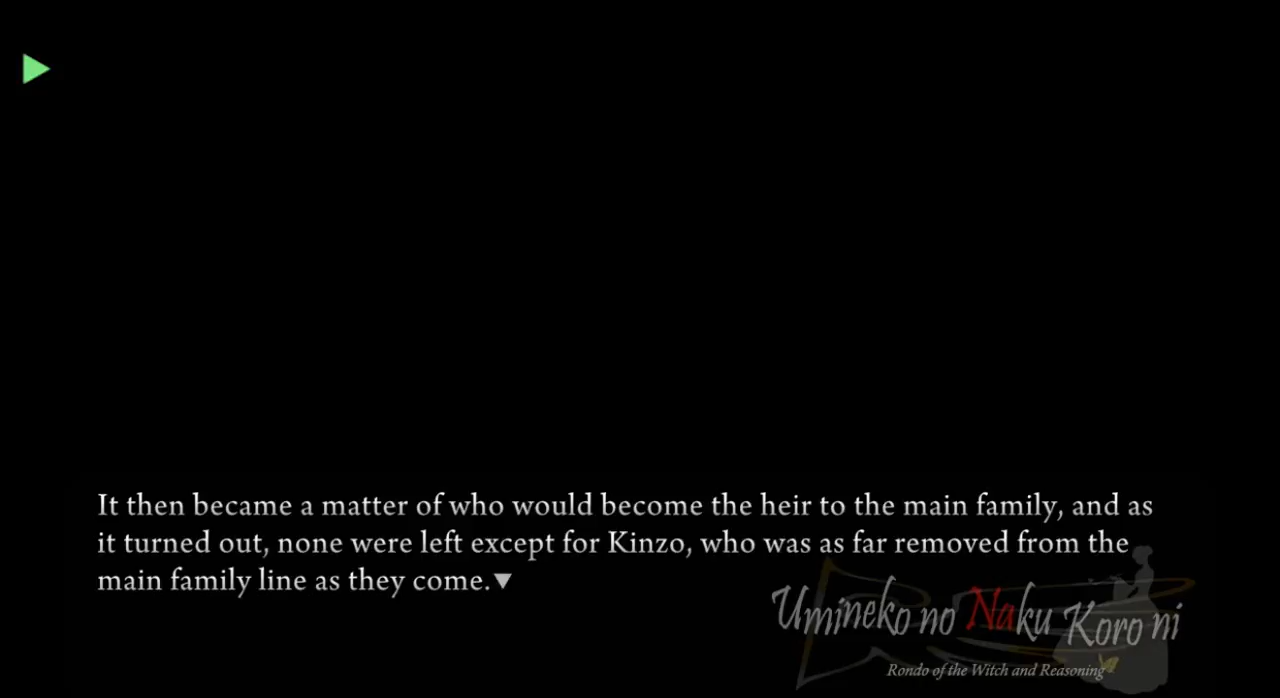 It then became a matter of who would become the heir to the main family, and as
it turned out, none were left except for Kinzo, who was as far removed from the
main family line as they come.
Umineko no Naku Koro ni
Rondo of the Witch and Reasoning